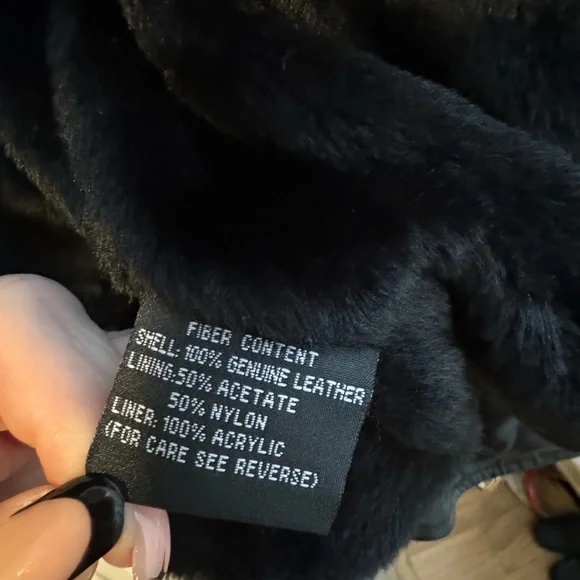 FIBER CONTENT
SHELL: 100% GENUINE LEATHER
LINING:50% ACETATE
50% NYLON
LINER: 100% ACRYLIC
(FOR CARE SEE REVERSE)